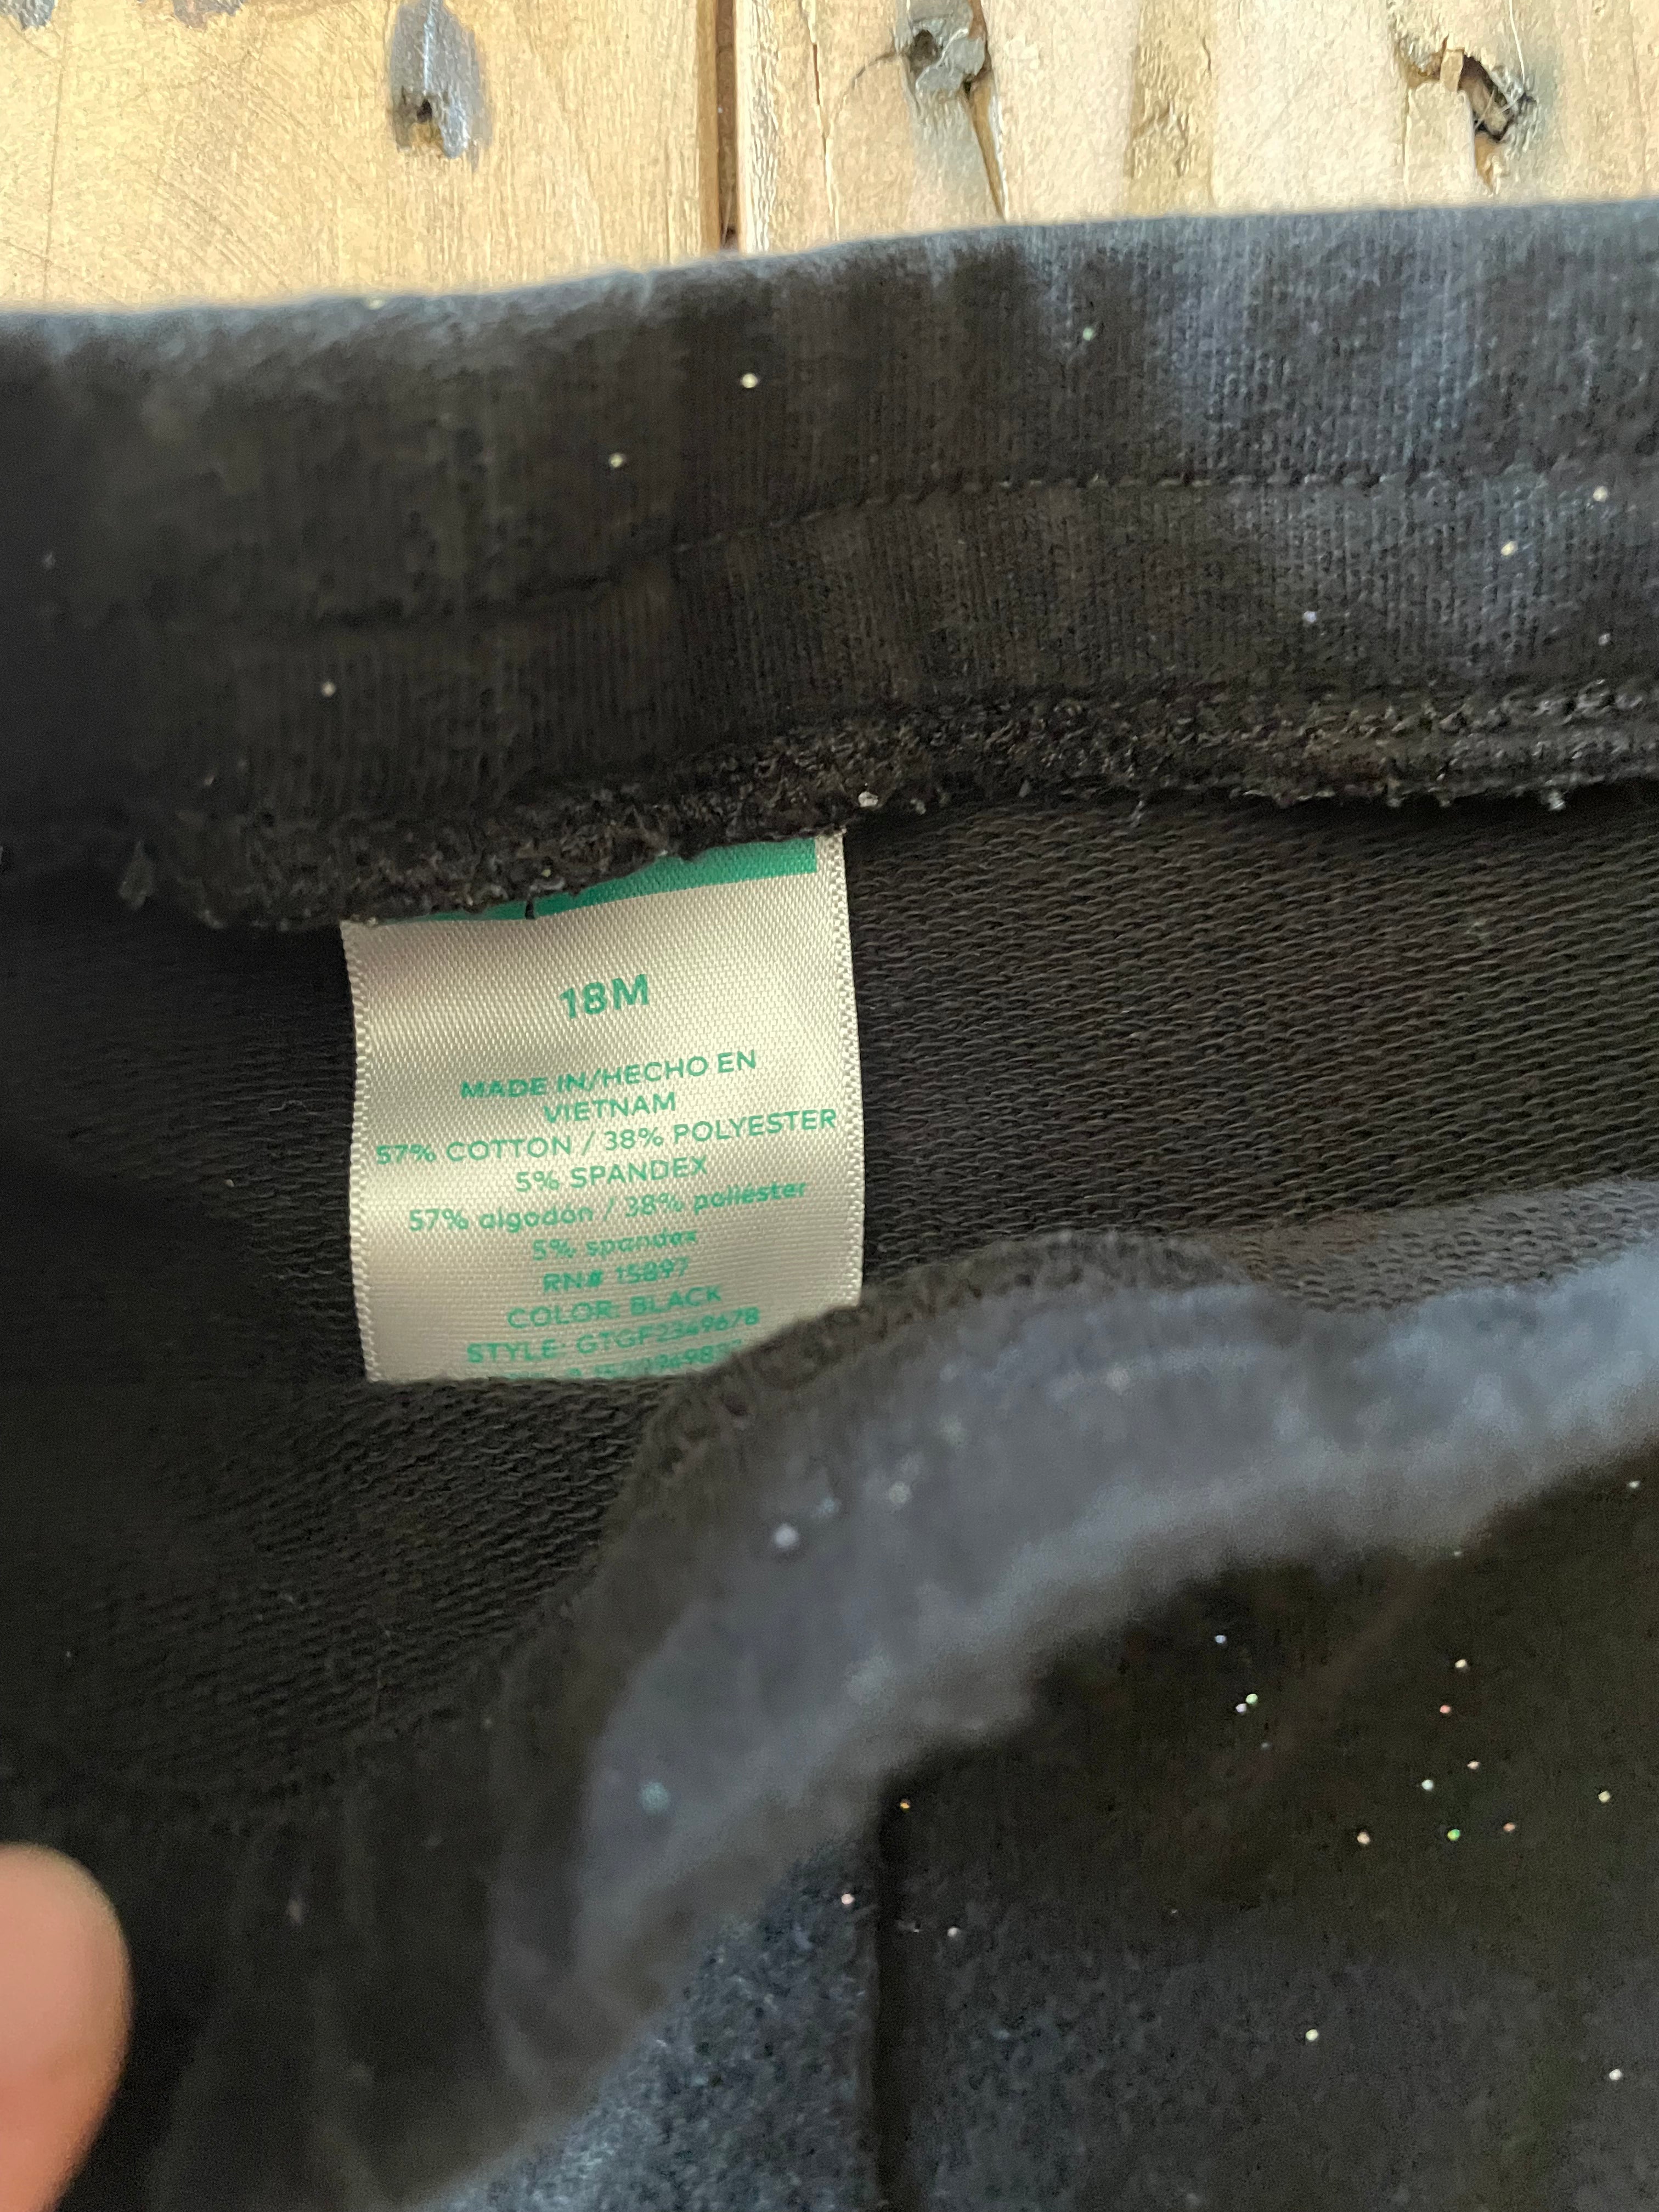 18M
MADE IN/HECHO EN
VIETNAM
57% COTTON / 38% POLYESTER
5% SPANDEX
57% algodón / 38% poliéster
5% spandex
RN# 15897
COLOR: BLACK
STYLE: GTGF2349678